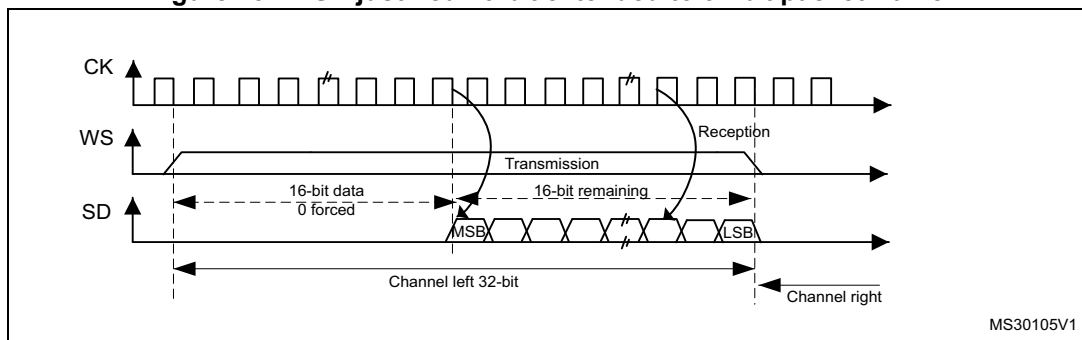 CK
Reception
WS
Transmission
16-bit data
0 forced
16-bit remaining
SD
MSB
LSB
Channel left 32-bit
Channel right
MS30105V1